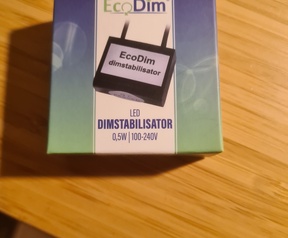 EcoDim
EcoDim
dimstabilisator
LED
DIMSTABILISATOR
0,5W | 100-240V